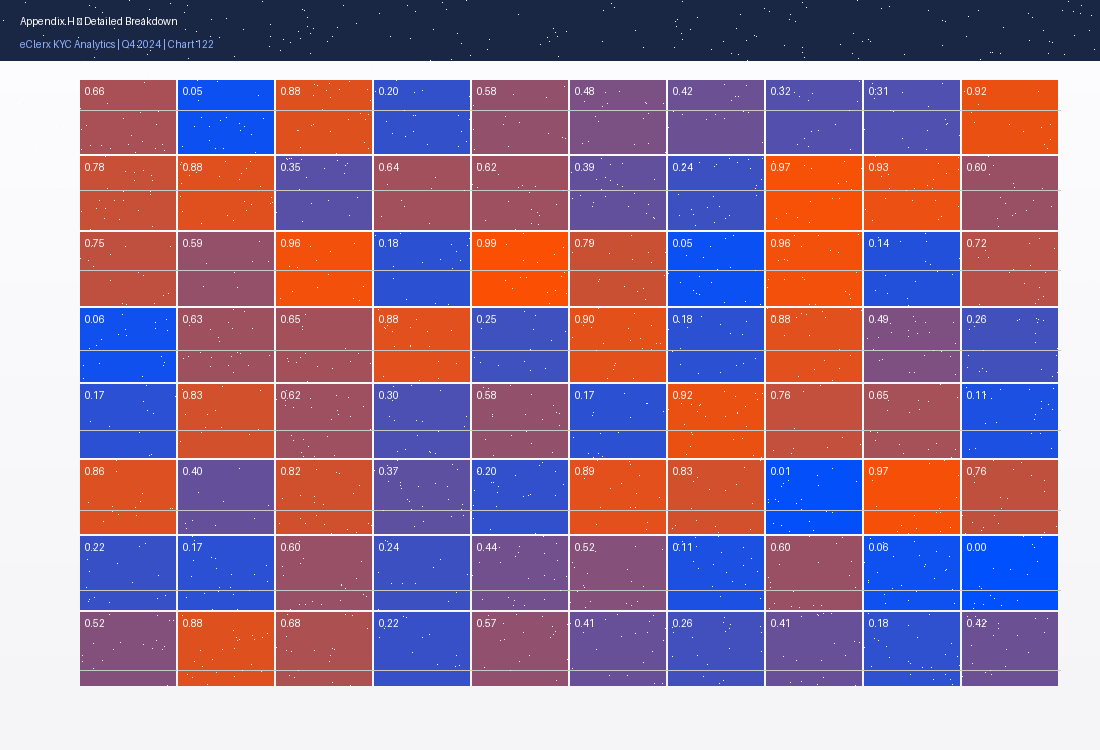 Appendix H Detailed Breakdown
eClerx KYC Analytics | Q4 2024 | Chart 122
0.66 0.05 0.88 0.20 0.58 0.48 0.42 0.32 0.31 0.92
0.78 0.88 0.35 0.64 0.62 0.39 0.24 0.97 0.93 0.60
0.75 0.59 0.96 0.18 0.99 0.79 0.05 0.96 0.14 0.72
0.06 0.63 0.65 0.88 0.25 0.90 0.18 0.88 0.49 0.26
0.17 0.83 0.62 0.30 0.58 0.17 0.92 0.76 0.65 0.11
0.86 0.40 0.82 0.37 0.20 0.89 0.83 0.01 0.97 0.76
0.22 0.17 0.60 0.24 0.44 0.52 0.11 0.60 0.06 0.00
0.52 0.88 0.68 0.22 0.57 0.41 0.26 0.41 0.18 0.42